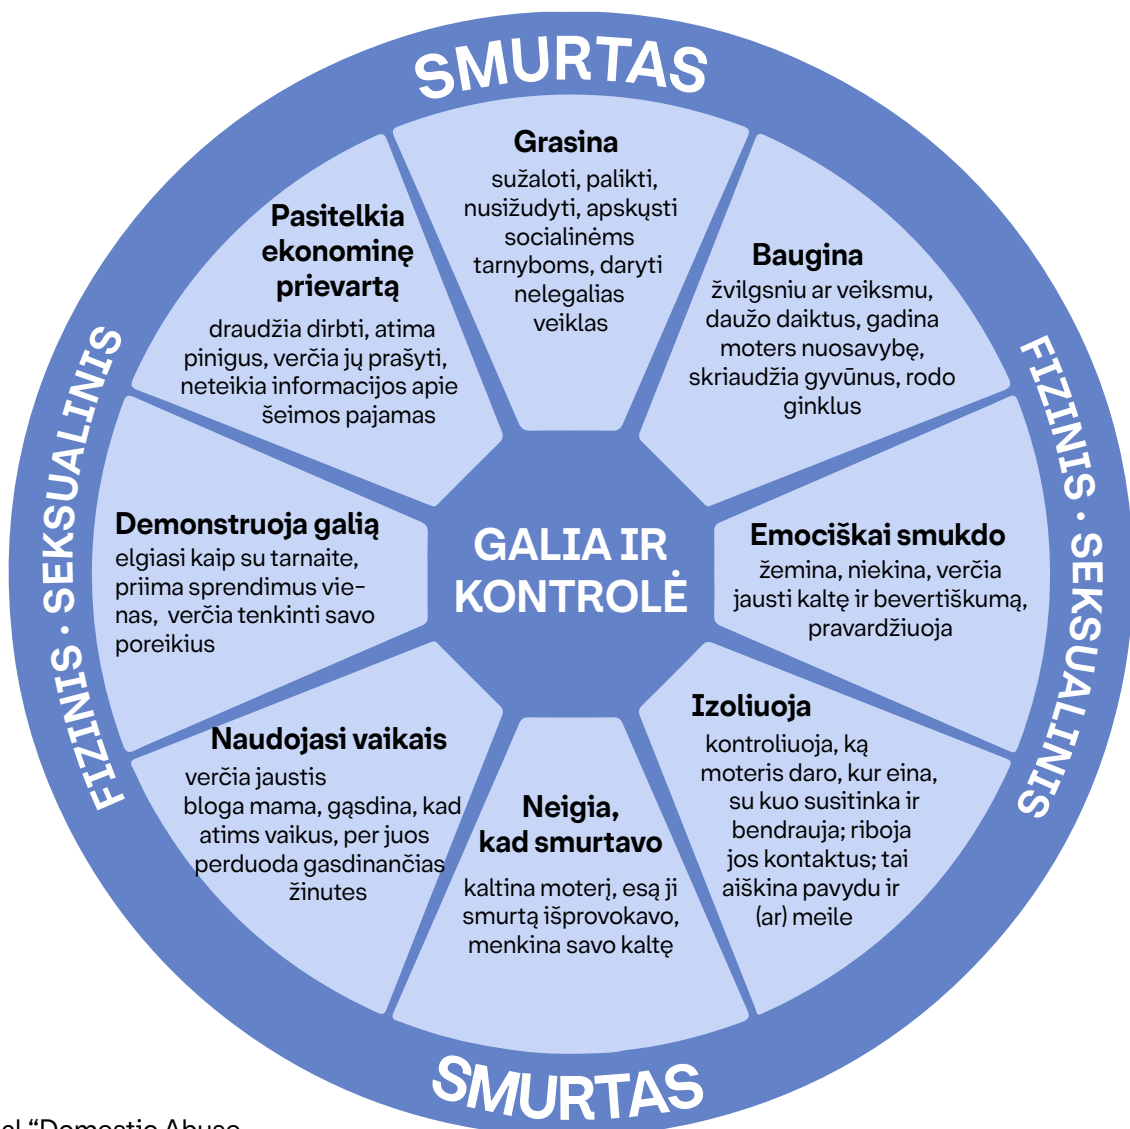 SMURTAS
Grasina
sužaloti, palikti,
nusižudyti, apskųsti
socialinėms
tarnyboms, daryti
nelegalias
veiklas
Baugina
žvilgsniu ar veiksmu,
daužo daiktus, gadina
moters nuosavybę,
skriaudžia gyvūnus, rodo
ginklus
Emociškai smukdo
žemina, niekina, verčia
jausti kaltę ir bevertiškumą,
pravardžiuoja
Izoliuoja
kontroliuoja, ką
moteris daro, kur eina,
su kuo susitinka ir
bendrauja; riboja
jos kontaktus; tai
aiškina pavydu ir
(ar) meile
Neigia,
kad smurtavo
kaltina moterį, esą ji
smurtą išprovokavo,
menkina savo kaltę
Naudojasi vaikais
verčia jaustis
bloga mama, gąsdina, kad
atims vaikus, per juos
perduoda gasdinančias
žinutes
Demonstruoja galią
elgiasi kaip su tarnaite,
priima sprendimus vie-
nas, verčia tenkinti savo
poreikius
Pasitelkia
ekonominę
prievartą
draudžia dirbti, atima
pinigus, verčia jų prašyti,
neteikia informacijos apie
šeimos pajamas
GALIA IR
KONTROLĖ
FIZINIS · SEKSUALINIS
FIZINIS · SEKSUALINIS
SMURTAS
"Domestic Abuse